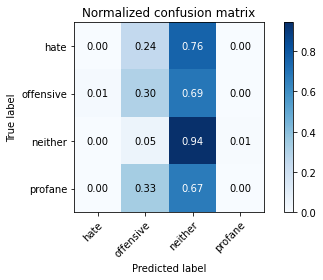 Normalized confusion matrix
True label
hate 0.00 0.24 0.76 0.00
offensive 0.01 0.30 0.69 0.00
neither 0.00 0.05 0.94 0.01
profane 0.00 0.33 0.67 0.00
hate offensive neither profane
Predicted label
0.8
0.6
0.4
0.2
0.0